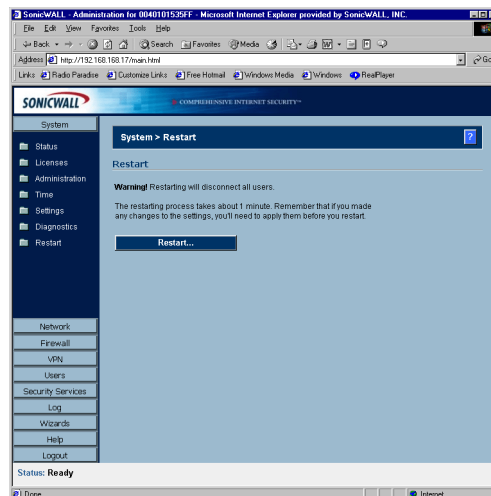 SonicWALL - Administration for 0040101535FF - Microsoft Internet Explorer provided by SonicWALL, INC.
File Edit View Favorites Tools Help
Back Search Favorites Media
Address http://192.168.168.17/main.html Go
Links Radio Paradise Customize Links Free Hotmail Windows Media Windows RealPlayer
SONICWALL
COMPREHENSIVE INTERNET SECURITY™
System
Status
Licenses
Administration
Time
Settings
Diagnostics
Restart
Network
Firewall
VPN
Users
Security Services
Log
Wizards
Help
Logout
System > Restart ?
Restart
Warning! Restarting will disconnect all users.
The restarting process takes about 1 minute. Remember that if you made
any changes to the settings, you'll need to apply them before you restart.
Restart...
Status: Ready
Done Internet